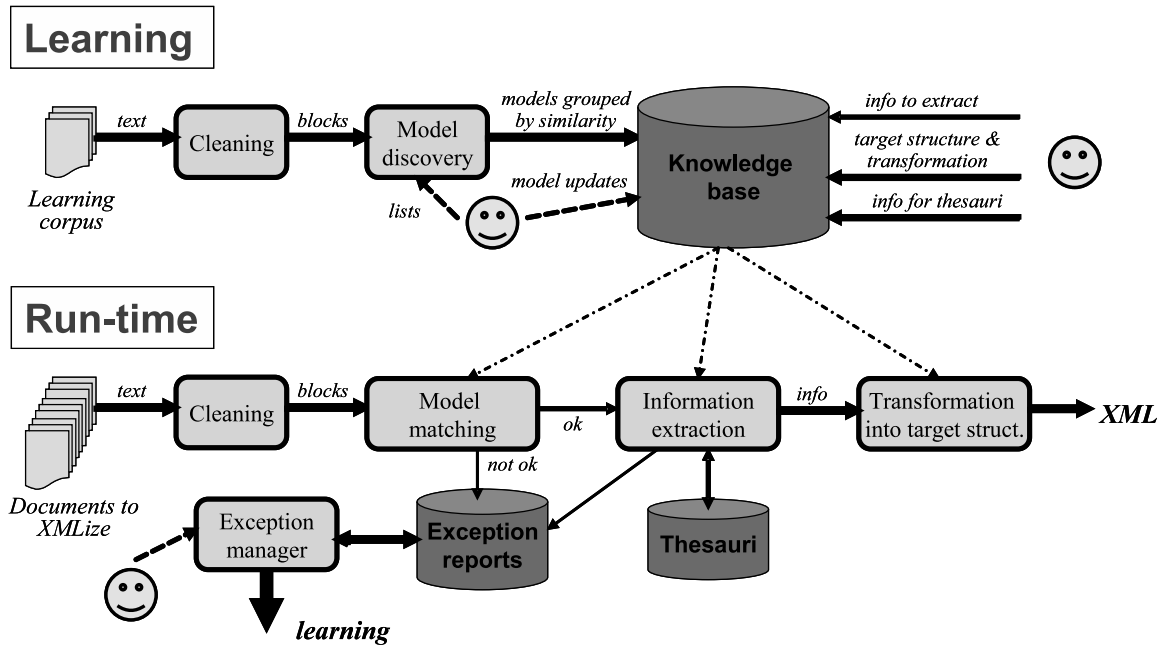 Learning
text
Cleaning
blocks
Model
discovery
models grouped
by similarity
Knowledge
base
info to extract
target structure &
transformation
info for thesauri
Learning
corpus
lists
model updates
Run-time
text
Cleaning
blocks
Model
matching
ok
Information
extraction
info
Transformation
into target struct.
XML
not ok
Documents to
XMLize
Exception
manager
Exception
reports
Thesauri
learning